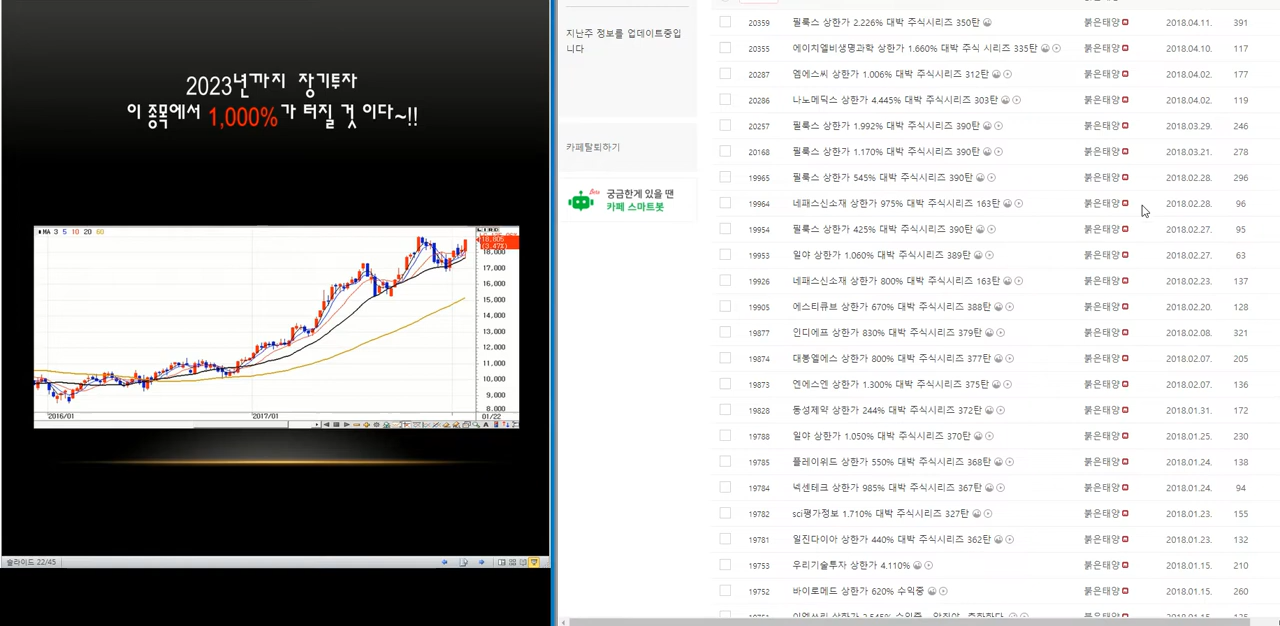 2023년까지 장기투자
이 종목에서 1,000% 가 터질 것 이다~!!
MA 3 5 10 20 60
18,805
(3.47%)
18,000
17,000
16,000
15,000
14,000
13,000
12,000
11,000
10,000
9,000
8,000
2016/01 2017/01 01/22
슬라이드 22/45
지난주 정보를 업데이트중입
니다
카페탈퇴하기
Beta 궁금한게 있을 땐
카페 스마트봇
20359 필룩스 상한가 2.226% 대박 주식시리즈 350탄 붉은태양 2018.04.11. 391
20355 에이치엘비생명과학 상한가 1.660% 대박 주식 시리즈 335탄 붉은태양 2018.04.10. 117
20287 엠에스씨 상한가 1.006% 대박 주식시리즈 312탄 붉은태양 2018.04.02. 177
20286 나노메딕스 상한가 4.445% 대박 주식시리즈 303탄 붉은태양 2018.04.02. 119
20257 필룩스 상한가 1.992% 대박 주식시리즈 390탄 붉은태양 2018.03.29. 246
20168 필룩스 상한가 1.170% 대박 주식시리즈 390탄 붉은태양 2018.03.21. 278
19965 필룩스 상한가 545% 대박 주식시리즈 390탄 붉은태양 2018.02.28. 296
19964 네패스신소재 상한가 975% 대박 주식시리즈 163탄 붉은태양 2018.02.28. 96
19954 필룩스 상한가 425% 대박 주식시리즈 390탄 붉은태양 2018.02.27. 95
19953 일야 상한가 1.060% 대박 주식시리즈 389탄 붉은태양 2018.02.27. 63
19926 네패스신소재 상한가 800% 대박 주식시리즈 163탄 붉은태양 2018.02.23. 137
19905 에스티큐브 상한가 670% 대박 주식시리즈 388탄 붉은태양 2018.02.20. 128
19877 인디에프 상한가 830% 대박 주식시리즈 379탄 붉은태양 2018.02.08. 321
19874 대봉엘에스 상한가 800% 대박 주식시리즈 377탄 붉은태양 2018.02.07. 205
19873 엔에스엔 상한가 1.300% 대박 주식시리즈 375탄 붉은태양 2018.02.07. 136
19828 동성제약 상한가 244% 대박 주식시리즈 372탄 붉은태양 2018.01.31. 172
19788 일야 상한가 1.050% 대박 주식시리즈 370탄 붉은태양 2018.01.25. 230
19785 플레이위드 상한가 550% 대박 주식시리즈 368탄 붉은태양 2018.01.24. 138
19784 넥센테크 상한가 985% 대박 주식시리즈 367탄 붉은태양 2018.01.24. 94
19782 sci평가정보 1.710% 대박 주식시리즈 327탄 붉은태양 2018.01.23. 155
19781 일진다이아 상한가 440% 대박 주식시리즈 362탄 붉은태양 2018.01.23. 132
19753 우리기술투자 상한가 4.110% 붉은태양 2018.01.15. 210
19752 바이로메드 상한가 620% 수익중 붉은태양 2018.01.15. 260